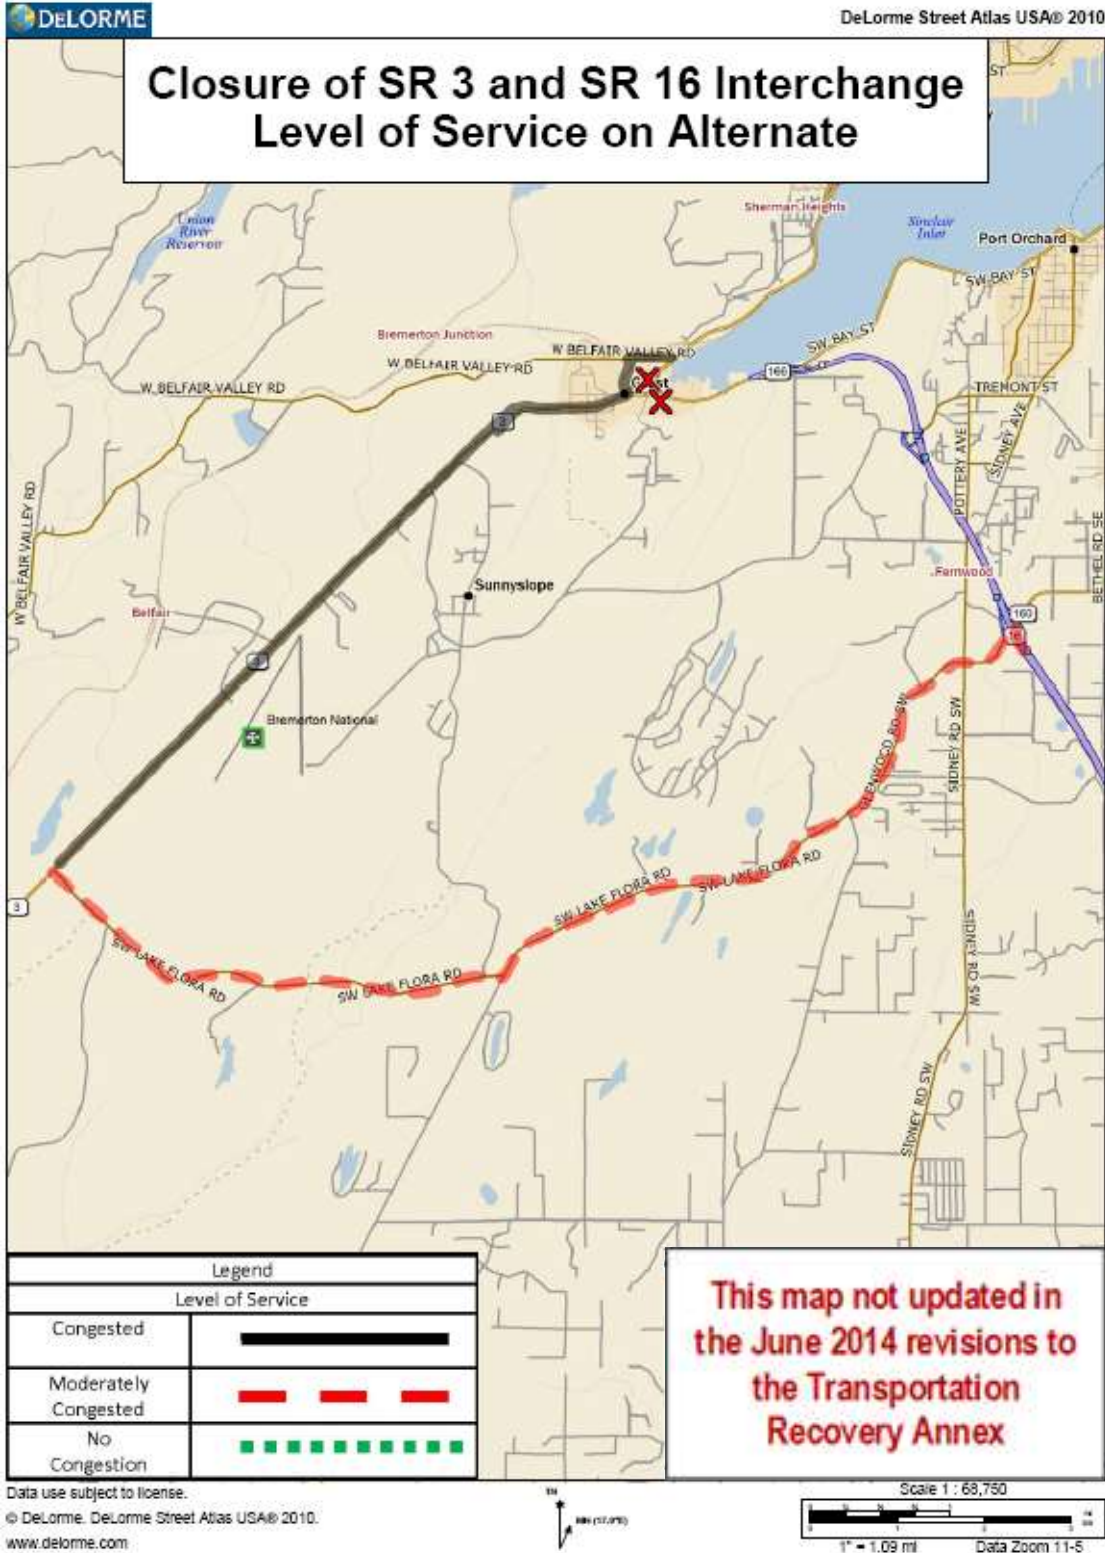 DELORME
DeLorme Street Atlas USA® 2010
Closure of SR 3 and SR 16 Interchange
Level of Service on Alternate
ST
Union
River
Reservoir
Sherman Heights
Sinclair
Inlet
Port Orchard
SW BAY ST
SW BAY ST
Bremerton Junction
W BELFAIR VALLEY RD
W BELFAIR VALLEY RD
W BELFAIR VALLEY RD
166
TREMONT ST
3
SIDNEY AVE
POTTERY AVE
W BELFAIR VALLEY RD
BETHEL RD SE
Fernwood
Sunnyslope
Belfair
160
16
3
Bremerton National
GLENWOOD RD SW
SIDNEY RD SW
SW LAKE FLORA RD
SW LAKE FLORA RD
3
SW LAKE FLORA RD
SW LAKE FLORA RD
SIDNEY RD SW
SIDNEY RD SW
Legend
Level of Service
Congested
Moderately
Congested
No
Congestion
This map not updated in
the June 2014 revisions to
the Transportation
Recovery Annex
Data use subject to license.
© DeLorme. DeLorme Street Atlas USA® 2010.
www.delorme.com
TN
Scale 1 : 68,750
1" = 1.09 mi
Data Zoom 11-5